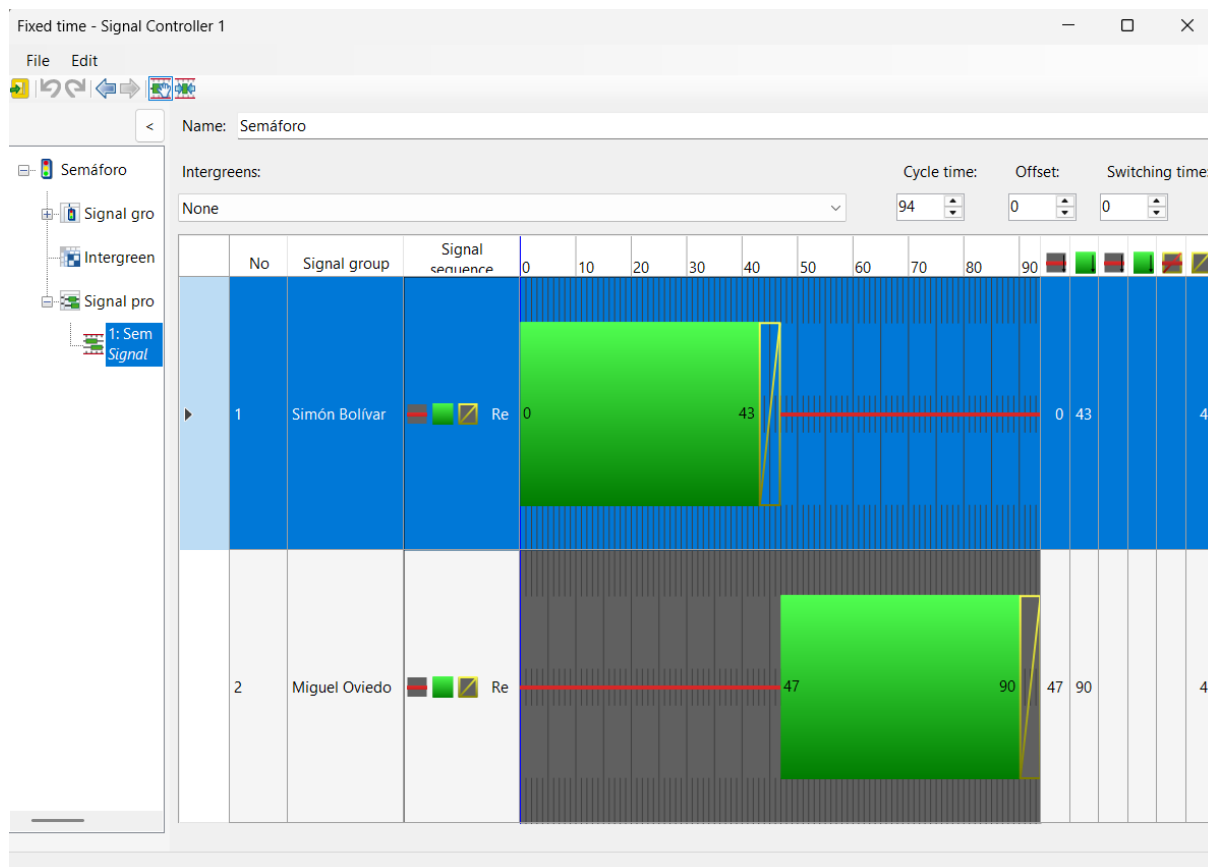 Fixed time - Signal Controller 1
File Edit
<
Name: Semáforo
Semáforo
Signal gro
Intergreen
Signal pro
1: Sem
Signal
Intergreens:
None
Cycle time: Offset: Switching time:
94 0 0
No Signal group Signal sequence 0 10 20 30 40 50 60 70 80 90
1 Simón Bolívar Re 0 43 0 43 4
2 Miguel Oviedo Re 47 90 47 90 4